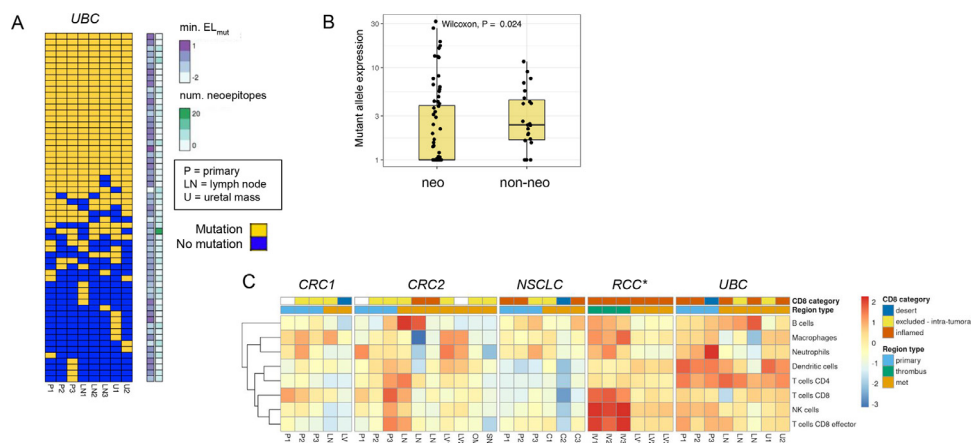 A
UBC
min. ELmut
1
-2
num. neoepitopes
20
0
P = primary
LN = lymph node
U = uretal mass
Mutation
No mutation
P1 P2 P3 LN1 LN2 LN3 U1 U2
B
Wilcoxon, P = 0.024
Mutant allele expression
30
10
3
1
neo non-neo
C
CRC1 CRC2 NSCLC RCC* UBC
CD8 category
Region type
B cells
Macrophages
Neutrophils
Dendritic cells
T cells CD4
T cells CD8
NK cells
T cells CD8 effector
2
1
0
-1
-2
-3
CD8 category
desert
excluded - intra-tumora
inflamed
Region type
primary
thrombus
met